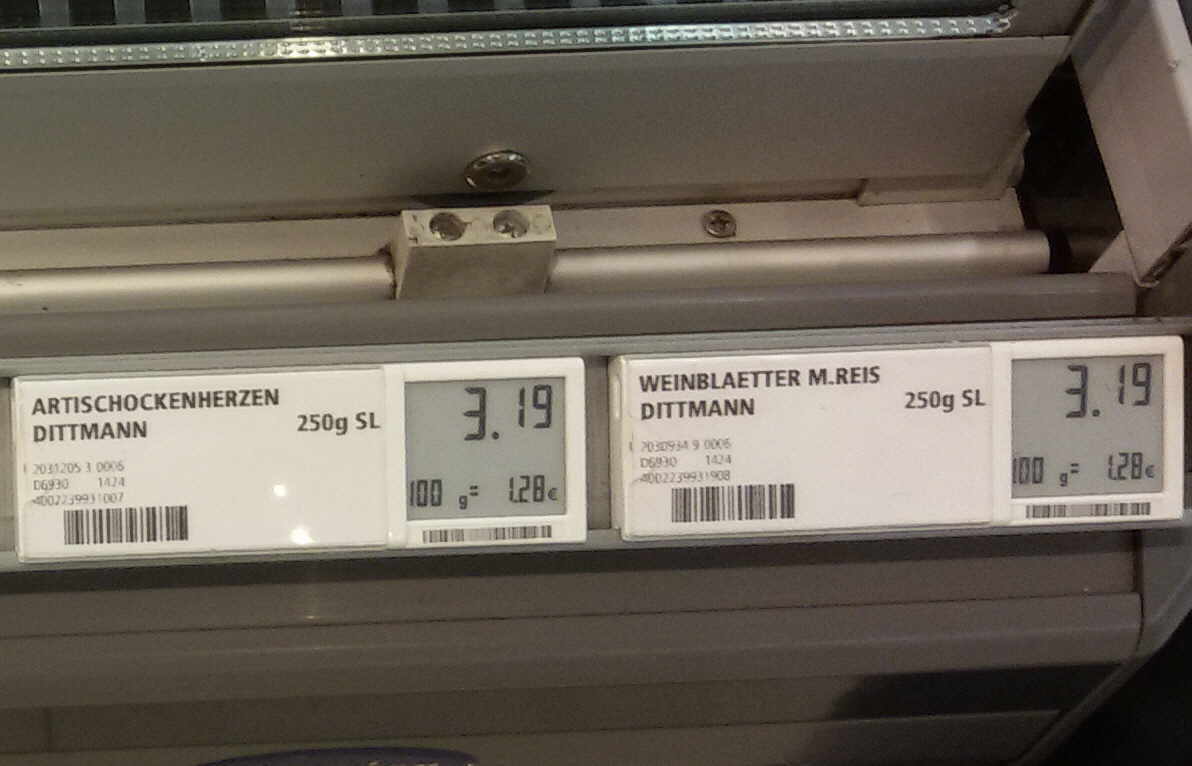 ARTISCHOCKENHERZEN
DITTMANN
250g SL
2031205 3 0006
D6930 1424
4002239931007
3.19
100 g= 1.28€
WEINBLAETTER M.REIS
DITTMANN
250g SL
2030934 9 0006
D6930 1424
4002239931908
3.19
100 g= 1.28€